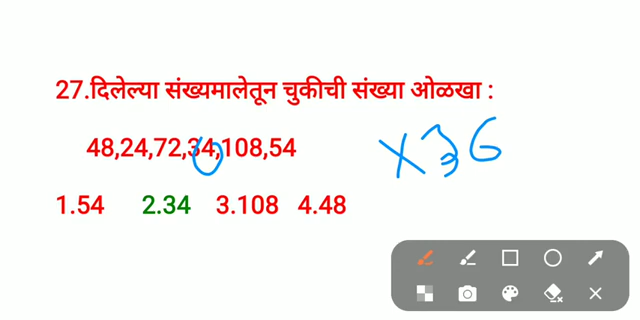 27.दिलेल्या संख्यमालेतून चुकीची संख्या ओळखा :
48,24,72,34,108,54
1.54 2.34 3.108 4.48